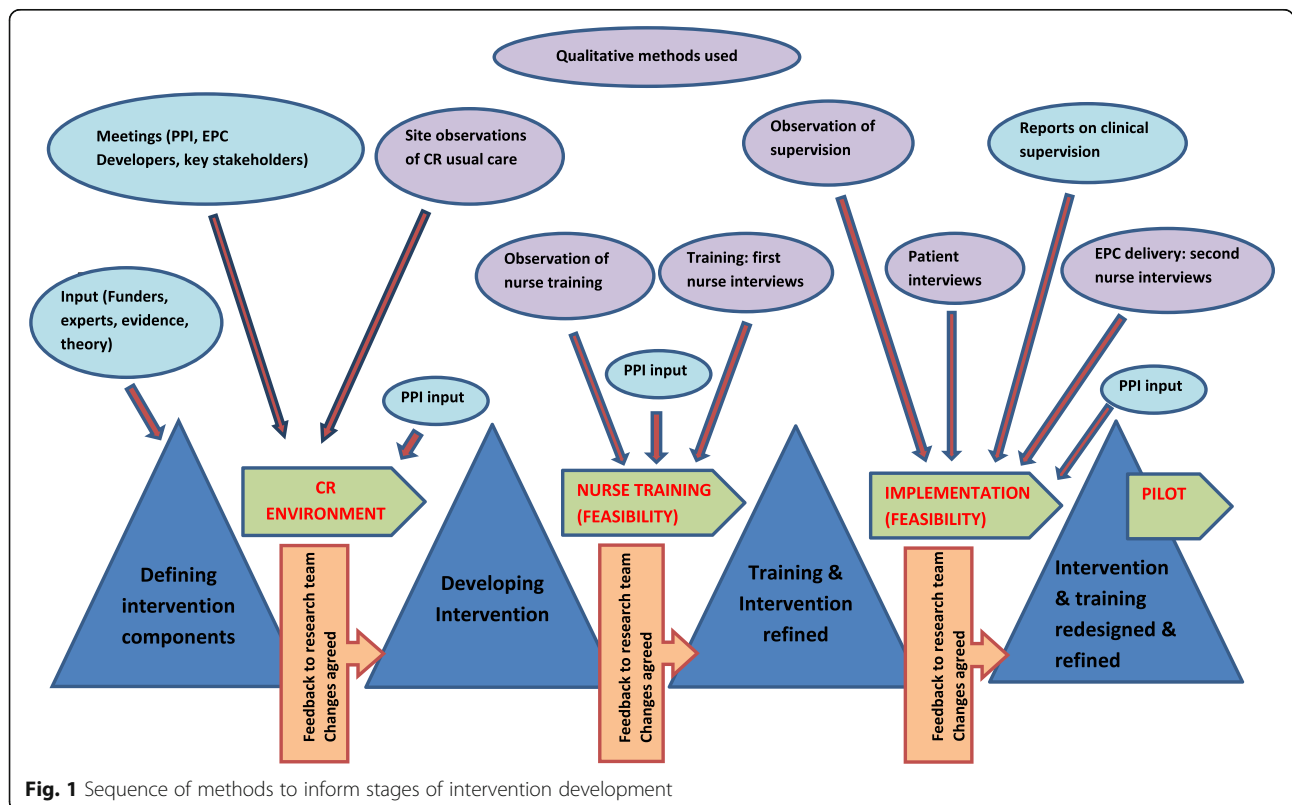 Qualitative methods used
Meetings (PPI, EPC
Developers, key stakeholders)
Site observations
of CR usual care
Observation of
supervision
Reports on clinical
supervision
Input (Funders,
experts, evidence,
theory)
Observation of
nurse training
Training: first
nurse interviews
Patient
interviews
EPC delivery: second
nurse interviews
PPI input
PPI input
PPI input
CR
ENVIRONMENT
NURSE TRAINING
(FEASIBILITY)
IMPLEMENTATION
(FEASIBILITY)
PILOT
Defining
intervention
components
Feedback to research team
Changes agreed
Developing
Intervention
Feedback to research team
Changes agreed
Training &
Intervention
refined
Feedback to research team
Changes agreed
Intervention
& training
redesigned &
refined
Fig. 1 Sequence of methods to inform stages of intervention development